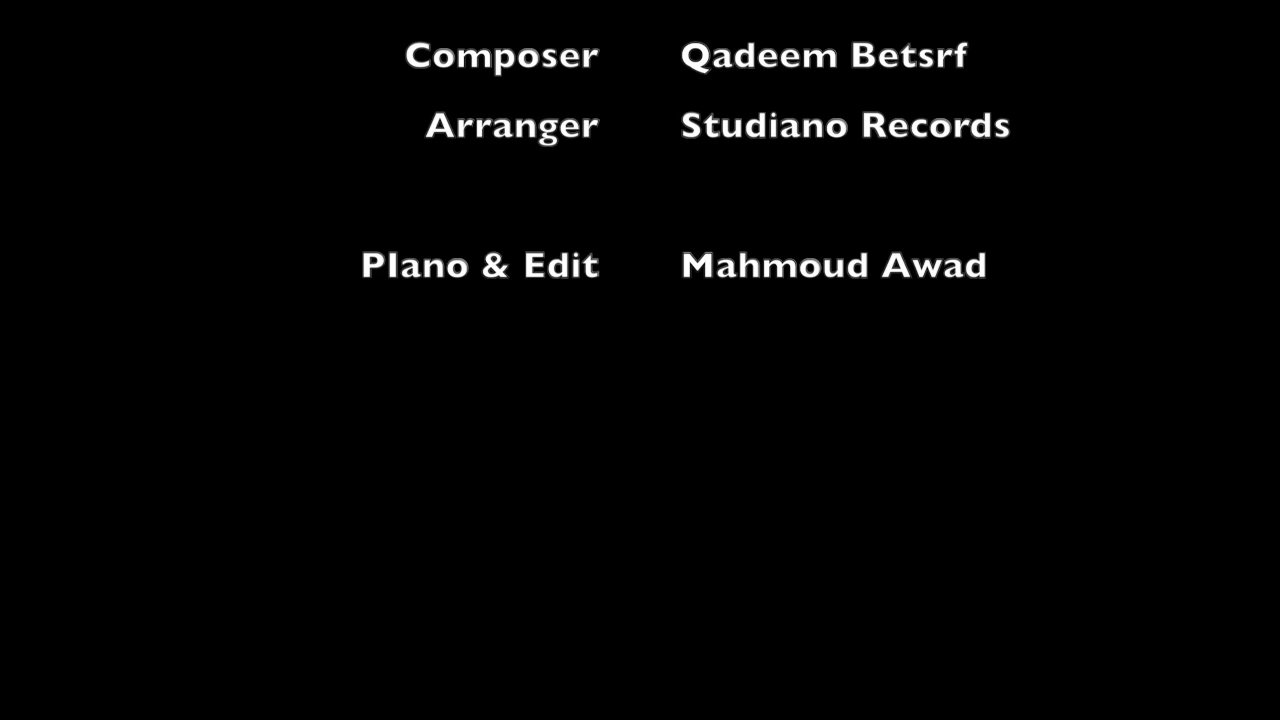 Composer Qadeem Betsrf
Arranger Studiano Records
PIano & Edit Mahmoud Awad